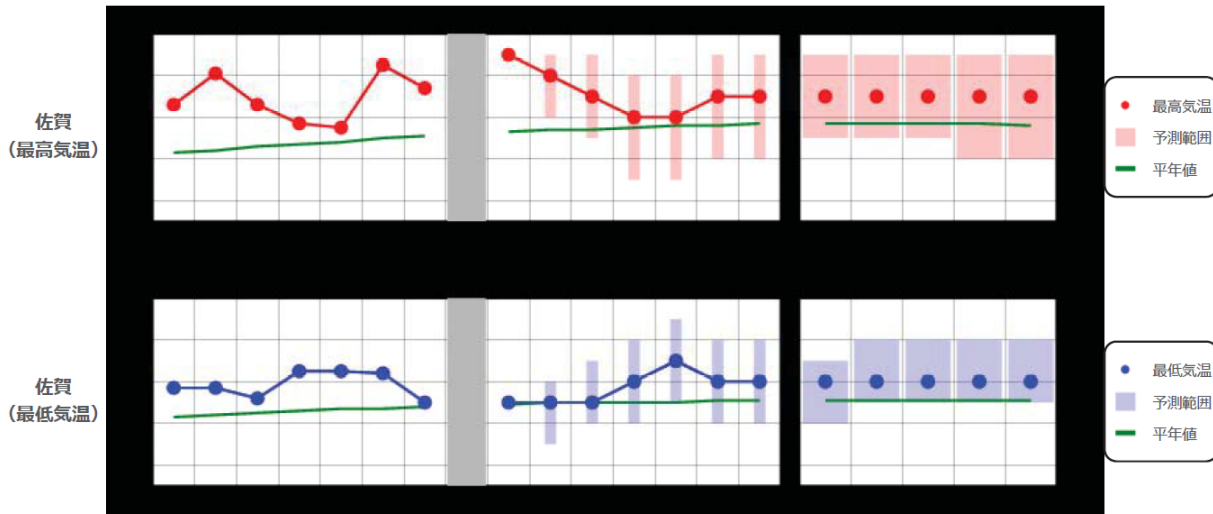 佐賀
(最高気温)
最高気温
予測範囲
平年値
佐賀
(最低気温)
最低気温
予測範囲
平年値